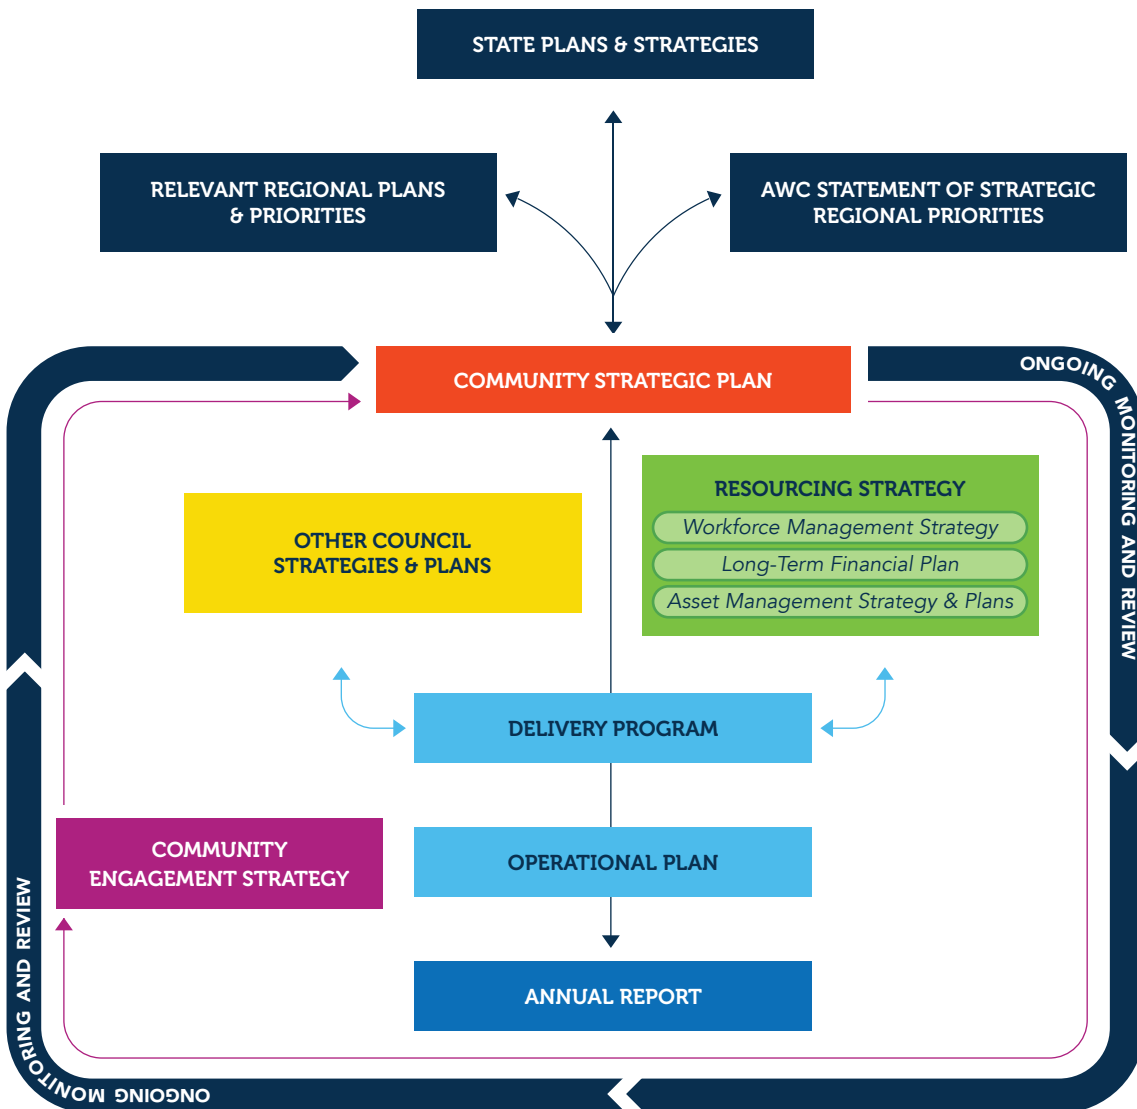 STATE PLANS & STRATEGIES
RELEVANT REGIONAL PLANS
& PRIORITIES
AWC STATEMENT OF STRATEGIC
REGIONAL PRIORITIES
COMMUNITY STRATEGIC PLAN
ONGOING MONITORING AND REVIEW
RESOURCING STRATEGY
Workforce Management Strategy
Long-Term Financial Plan
Asset Management Strategy & Plans
OTHER COUNCIL
STRATEGIES & PLANS
DELIVERY PROGRAM
COMMUNITY
ENGAGEMENT STRATEGY
OPERATIONAL PLAN
ANNUAL REPORT
ONGOING MONITORING AND REVIEW